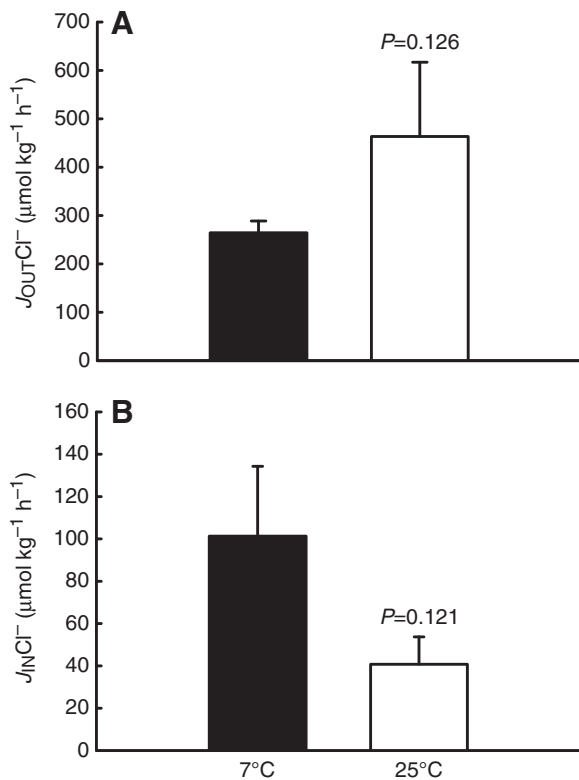 A
P=0.126
700
600
500
400
300
200
100
0
JOUTCl⁻ (µmol kg⁻¹ h⁻¹)
B
P=0.121
160
140
120
100
80
60
40
20
0
JINCl⁻ (µmol kg⁻¹ h⁻¹)
7°C 25°C